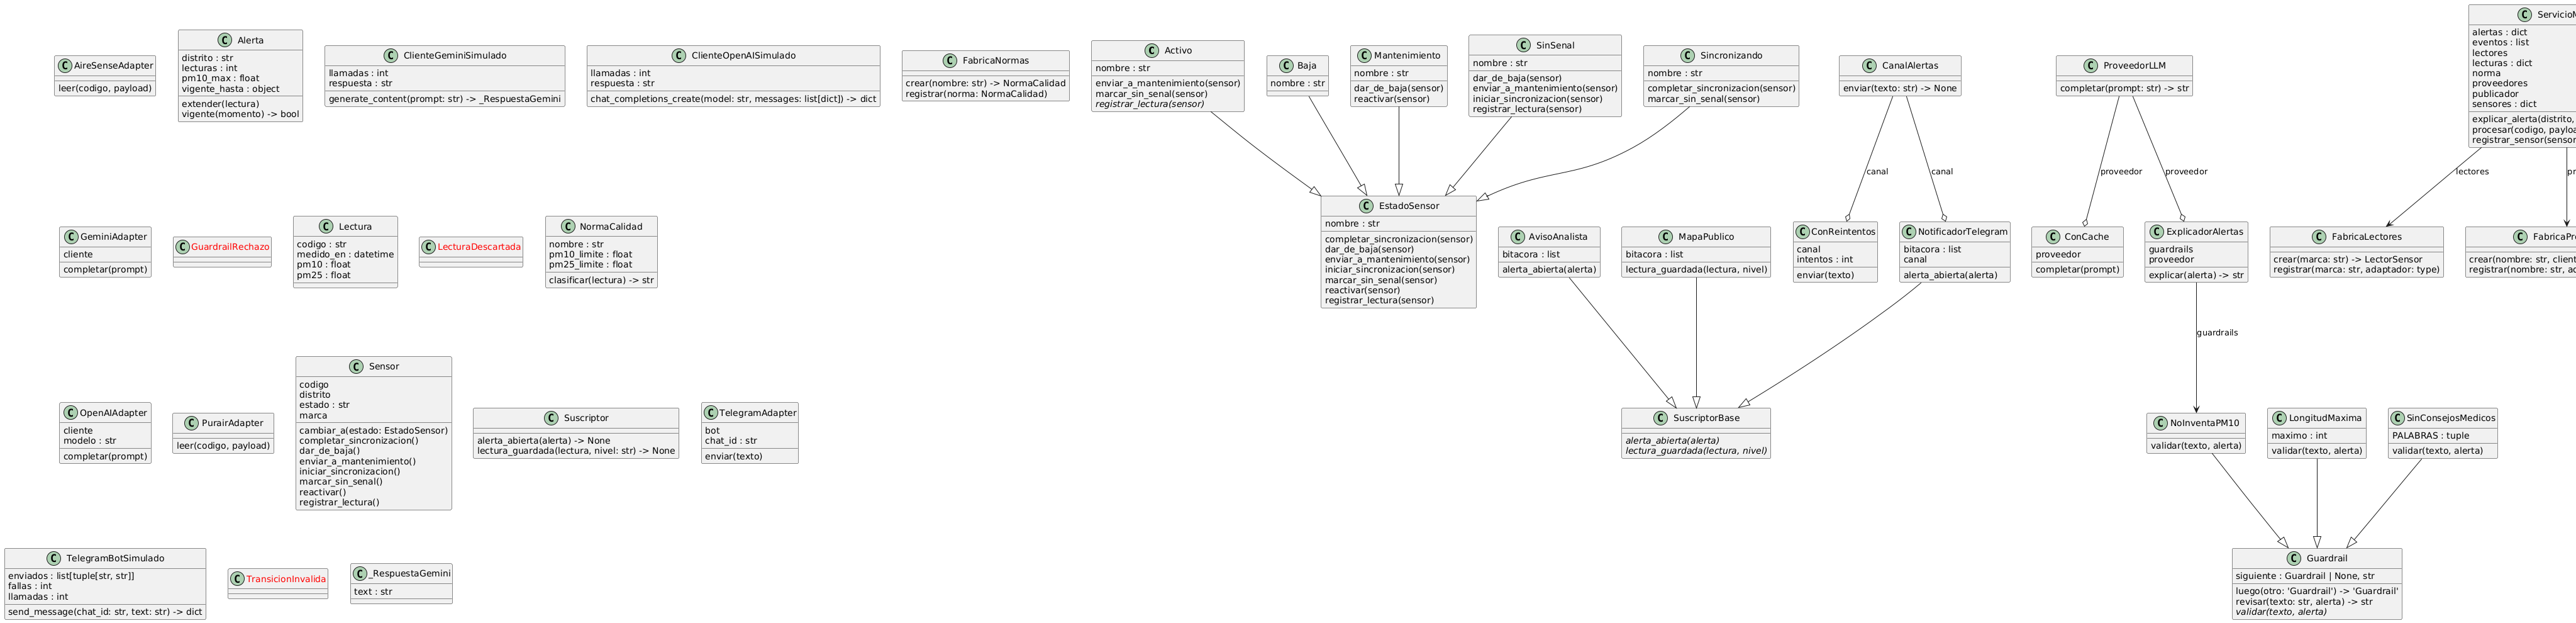 AireSenseAdapter
leer(codigo, payload)
Alerta
distrito : str
lecturas : int
pm10_max : float
vigente_hasta : object
extender(lectura)
vigente(momento) -> bool
ClienteGeminiSimulado
llamadas : int
respuesta : str
generate_content(prompt: str) -> _RespuestaGemini
ClienteOpenAISimulado
llamadas : int
respuesta : str
chat_completions_create(model: str, messages: list[dict]) -> dict
FabricaNormas
crear(nombre: str) -> NormaCalidad
registrar(norma: NormaCalidad)
Activo
nombre : str
enviar_a_mantenimiento(sensor)
marcar_sin_senal(sensor)
registrar_lectura(sensor)
Baja
nombre : str
Mantenimiento
nombre : str
dar_de_baja(sensor)
reactivar(sensor)
SinSenal
nombre : str
dar_de_baja(sensor)
enviar_a_mantenimiento(sensor)
iniciar_sincronizacion(sensor)
registrar_lectura(sensor)
Sincronizando
nombre : str
completar_sincronizacion(sensor)
marcar_sin_senal(sensor)
CanalAlertas
enviar(texto: str) -> None
ProveedorLLM
completar(prompt: str) -> str
alertas : dict
eventos : list
lectores
lecturas : dict
norma
proveedores
publicador
sensores : dict
explicar_alerta(distrito,
procesar(codigo,
canal
canal
proveedor
proveedor
lectores
GeminiAdapter
cliente
completar(prompt)
GuardrailRechazo
Lectura
codigo : str
medido_en : datetime
pm10 : float
pm25 : float
LecturaDescartada
NormaCalidad
nombre : str
pm10_limite : float
pm25_limite : float
clasificar(lectura) -> str
EstadoSensor
nombre : str
completar_sincronizacion(sensor)
dar_de_baja(sensor)
enviar_a_mantenimiento(sensor)
iniciar_sincronizacion(sensor)
marcar_sin_senal(sensor)
reactivar(sensor)
registrar_lectura(sensor)
AvisoAnalista
bitacora : list
alerta_abierta(alerta)
MapaPublico
bitacora : list
lectura_guardada(lectura, nivel)
ConReintentos
canal
intentos : int
enviar(texto)
NotificadorTelegram
bitacora : list
canal
alerta_abierta(alerta)
ConCache
proveedor
completar(prompt)
ExplicadorAlertas
guardrails
proveedor
explicar(alerta) -> str
FabricaLectores
crear(marca: str) -> LectorSensor
registrar(marca: str, adaptador: type)
crear(nombre: str,
registrar(nombre: str,
guardrails
OpenAIAdapter
cliente
modelo : str
completar(prompt)
PurairAdapter
leer(codigo, payload)
Sensor
codigo
distrito
estado : str
marca
cambiar_a(estado: EstadoSensor)
completar_sincronizacion()
dar_de_baja()
enviar_a_mantenimiento()
iniciar_sincronizacion()
marcar_sin_senal()
reactivar()
registrar_lectura()
Suscriptor
alerta_abierta(alerta) -> None
lectura_guardada(lectura, nivel: str) -> None
TelegramAdapter
bot
chat_id : str
enviar(texto)
SuscriptorBase
alerta_abierta(alerta)
lectura_guardada(lectura, nivel)
NoInventaPM10
validar(texto, alerta)
LongitudMaxima
maximo : int
validar(texto, alerta)
SinConsejosMedicos
PALABRAS : tuple
validar(texto, alerta)
TelegramBotSimulado
enviados : list[tuple[str, str]]
fallas : int
llamadas : int
send_message(chat_id: str, text: str) -> dict
TransicionInvalida
_RespuestaGemini
text : str
Guardrail
siguiente : Guardrail | None, str
luego(otro: 'Guardrail') -> 'Guardrail'
revisar(texto: str, alerta) -> str
validar(texto, alerta)